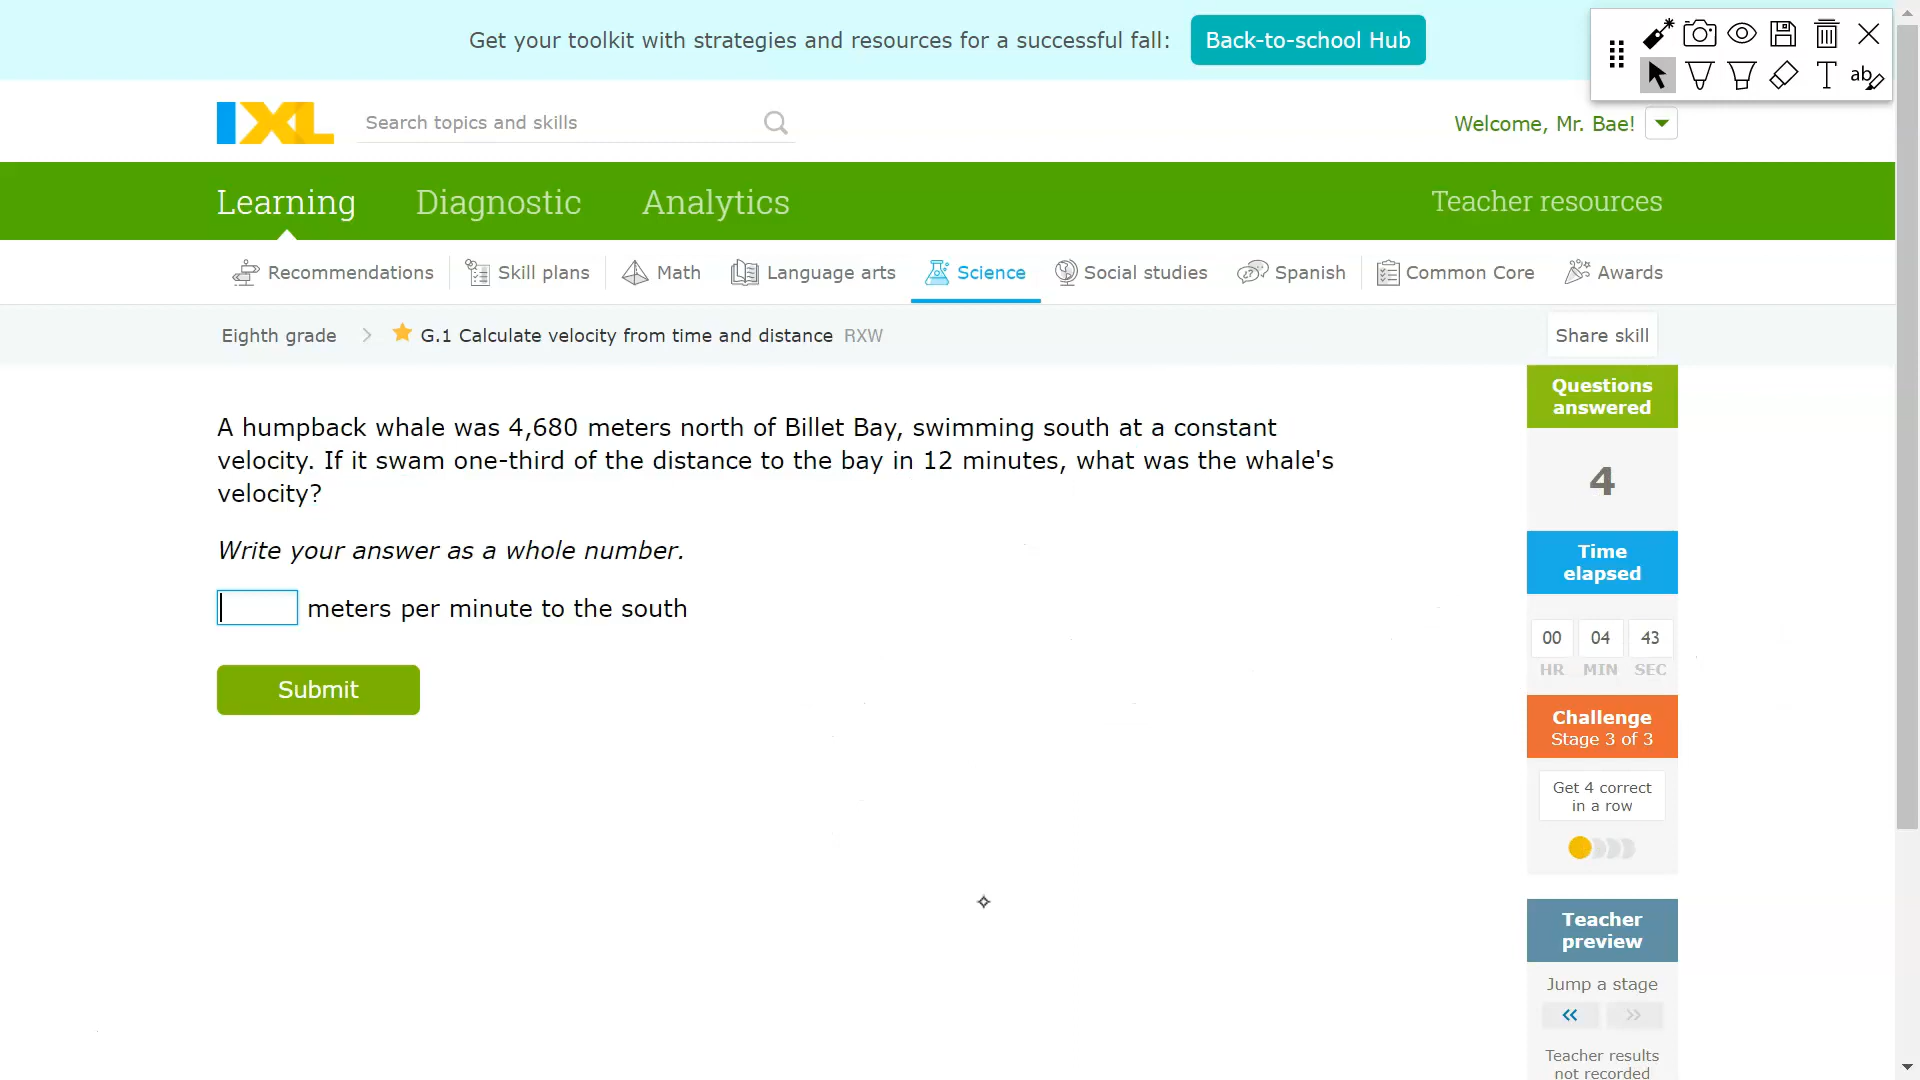 Get your toolkit with strategies and resources for a successful fall: Back-to-school Hub
T
ab
IXL
Search topics and skills
Welcome, Mr. Bae!
Learning Diagnostic Analytics Teacher resources
Recommendations Skill plans Math Language arts Science Social studies Spanish Common Core Awards
Eighth grade > G.1 Calculate velocity from time and distance RXW
Share skill
A humpback whale was 4,680 meters north of Billet Bay, swimming south at a constant
velocity. If it swam one-third of the distance to the bay in 12 minutes, what was the whale's
velocity?
Write your answer as a whole number.
meters per minute to the south
Submit
Questions
answered
4
Time
elapsed
00 04 43
HR MIN SEC
Challenge
Stage 3 of 3
Get 4 correct
in a row
Teacher
preview
Jump a stage
« »
Teacher results
not recorded